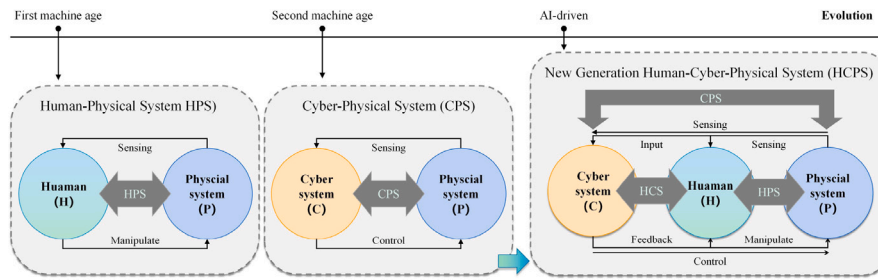 First machine age
Second machine age
AI-driven
Evolution
Human-Physical System HPS)
Sensing
Huaman
(H)
HPS
Physcial
system
(P)
Manipulate
Cyber-Physical System (CPS)
Sensing
Cyber
system
(C)
CPS
Physcial
system
(P)
Control
New Generation Human-Cyber-Physical System (HCPS)
CPS
Sensing
Input
Sensing
Cyber
system
(C)
HCS
Huaman
(H)
HPS
Physcial
system
(P)
Feedback
Manipulate
Control